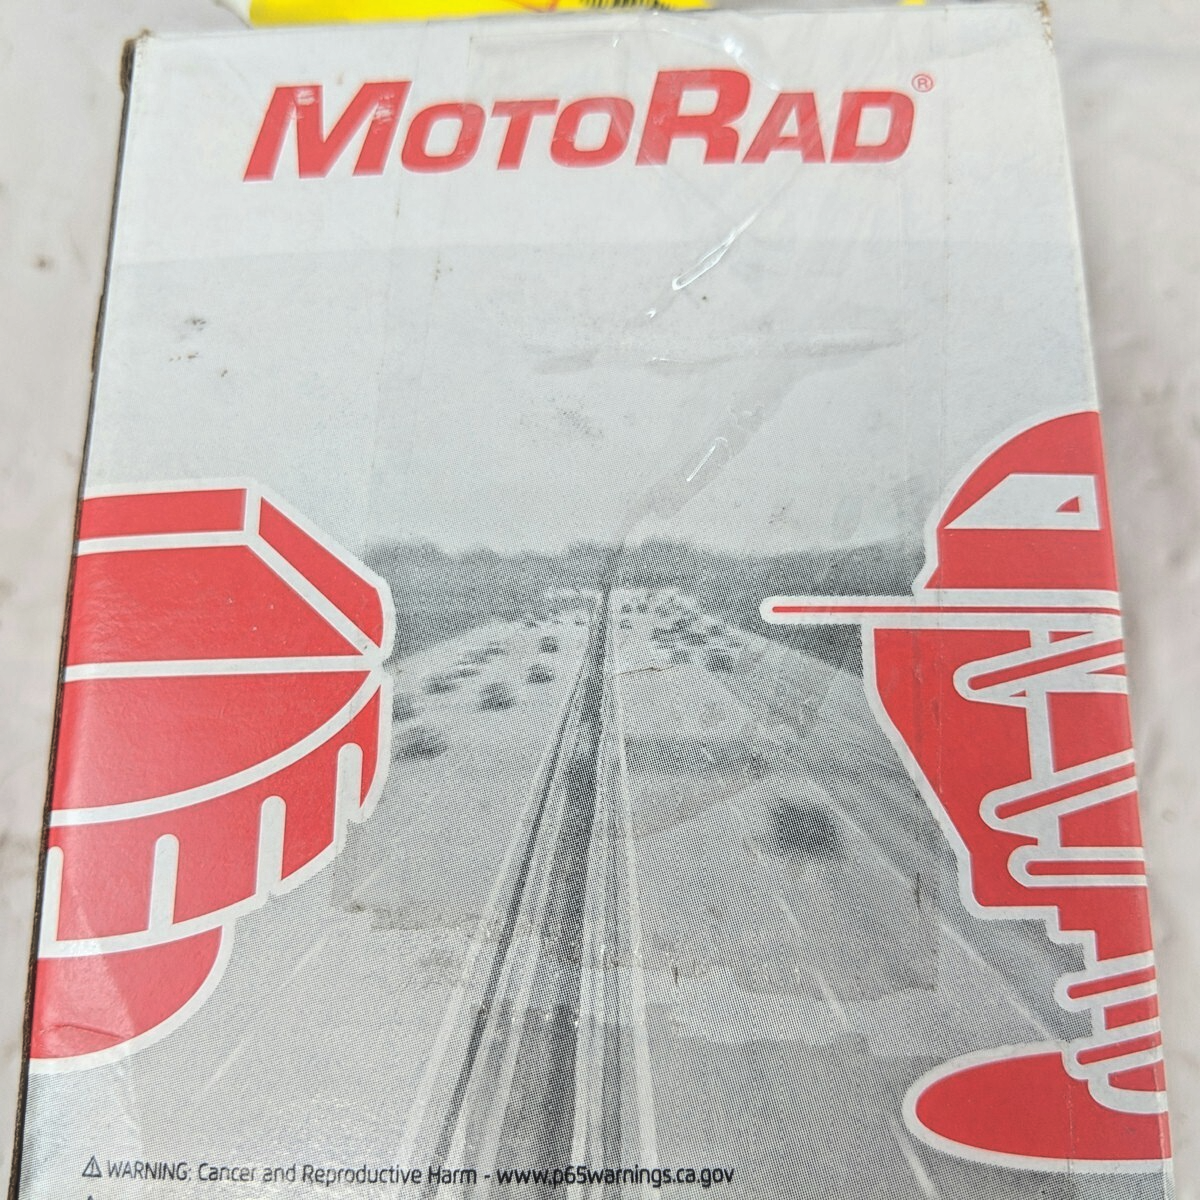 MOTORAD®
⚠ WARNING: Cancer and Reproductive Harm - www.p65warnings.ca.gov